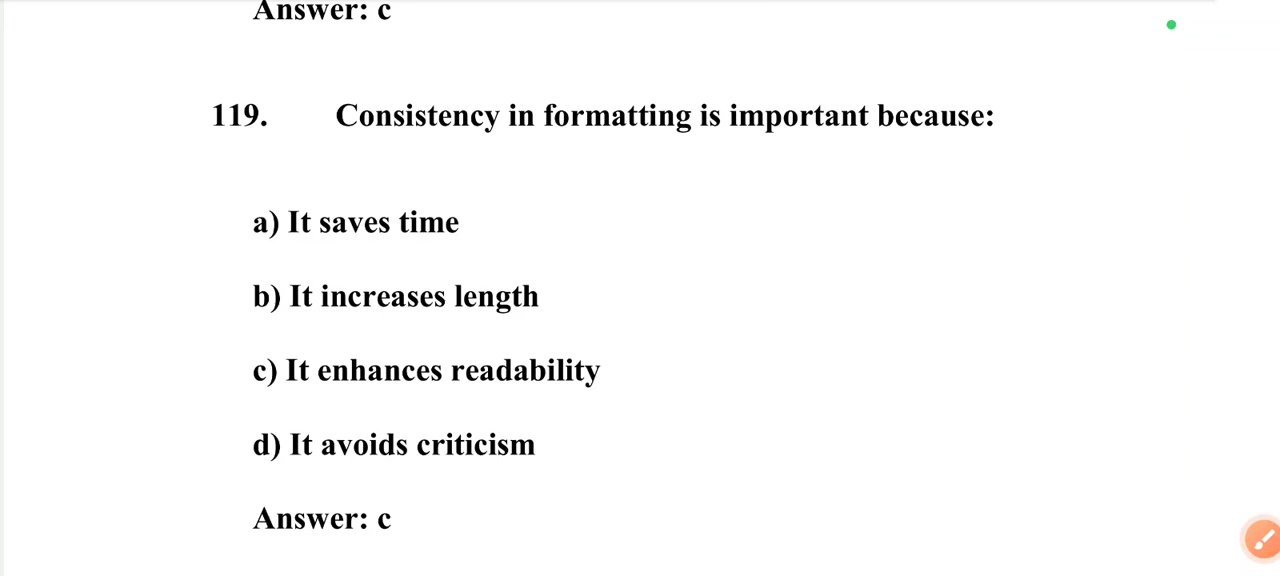 Answer: c
119. Consistency in formatting is important because:
a) It saves time
b) It increases length
c) It enhances readability
d) It avoids criticism
Answer: c